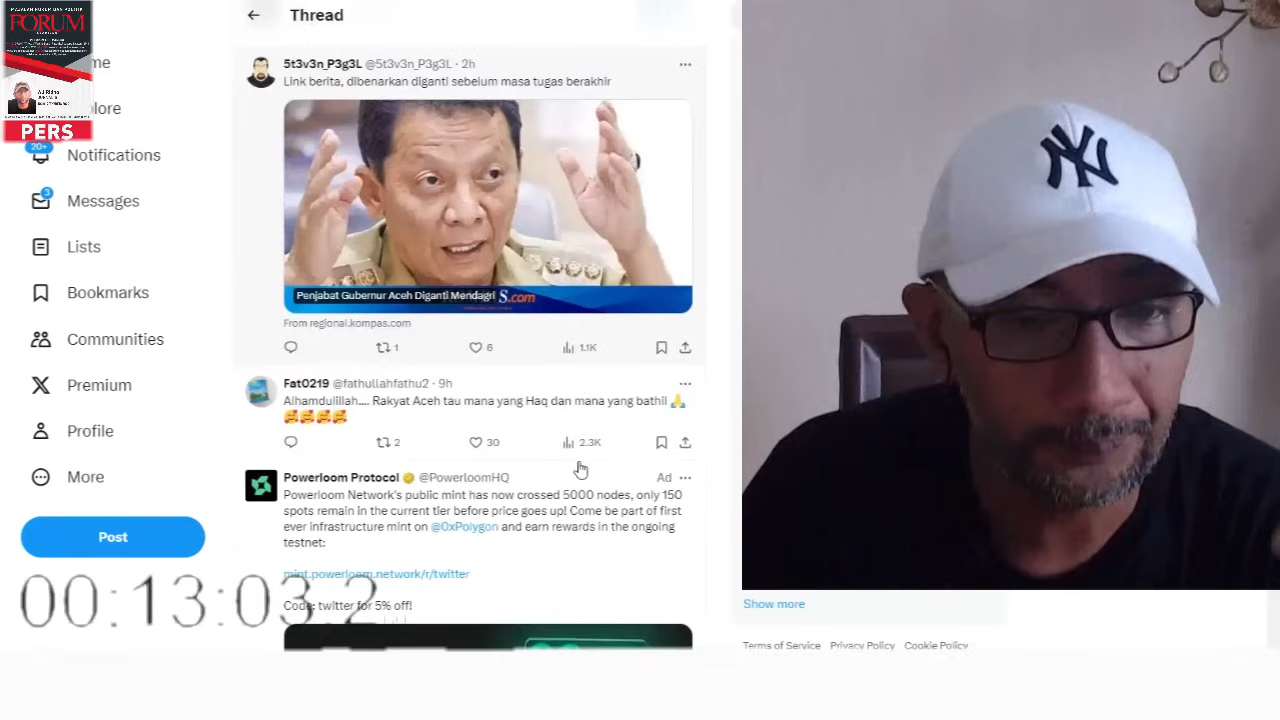 MAJALAH FORUM DAN POLITIK
FORUM
PERS
Thread
Notifications
20+
Messages
3
Lists
Bookmarks
Communities
Premium
Profile
More
Post
5t3v3n_P3g3L @5t3v3n_P3g3L · 2h
Link berita, dibenarkan diganti sebelum masa tugas berakhir
Penjabat Gubernur Aceh Diganti Mendagri S.com
From regional.kompas.com
1 6 1.1K
Fat0219 @fathullahfathu2 · 9h
Alhamdulillah.... Rakyat Aceh tau mana yang Haq dan mana yang bathil 🙏
🥰🥰🥰🥰
2 30 2.3K
Powerloom Protocol @PowerloomHQ Ad
Powerloom Network's public mint has now crossed 5000 nodes, only 150
spots remain in the current tier before price goes up! Come be part of first
ever infrastructure mint on @0xPolygon and earn rewards in the ongoing
testnet:
mint.powerloom.network/r/twitter
Code: twitter for 5% off!
00:13:03.2
NY
Show more
Terms of Service Privacy Policy Cookie Policy